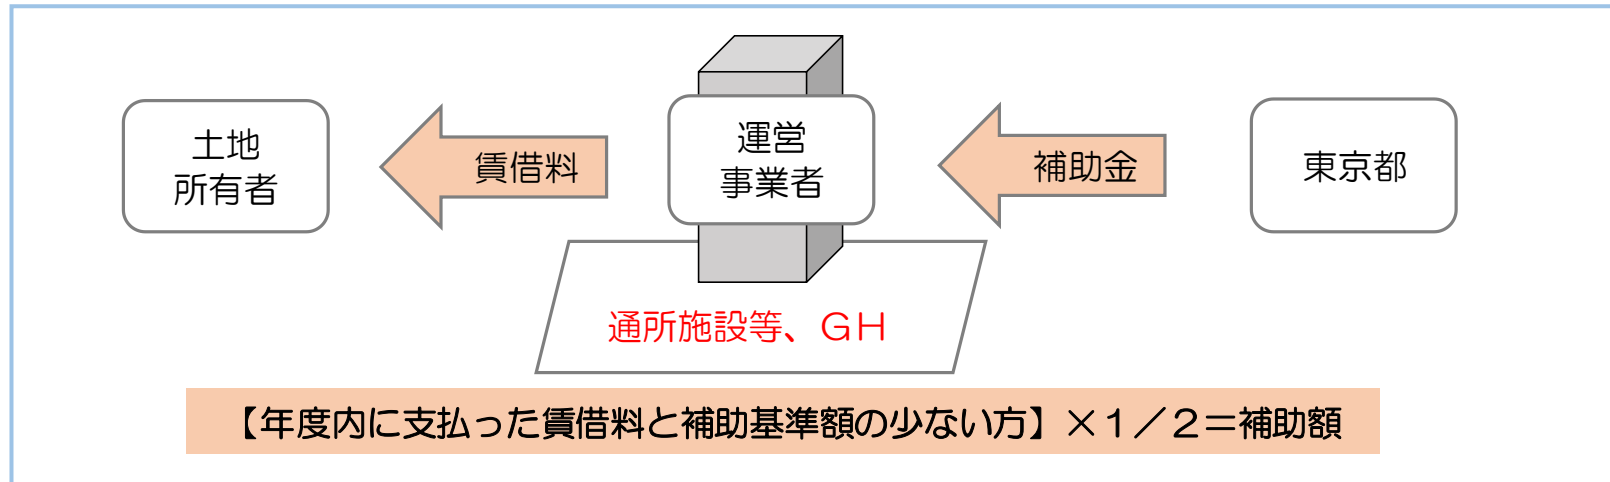 土地
所有者
賃借料
運営
事業者
補助金
東京都
通所施設等、ＧＨ
【年度内に支払った賃借料と補助基準額の少ない方】×１／２＝補助額